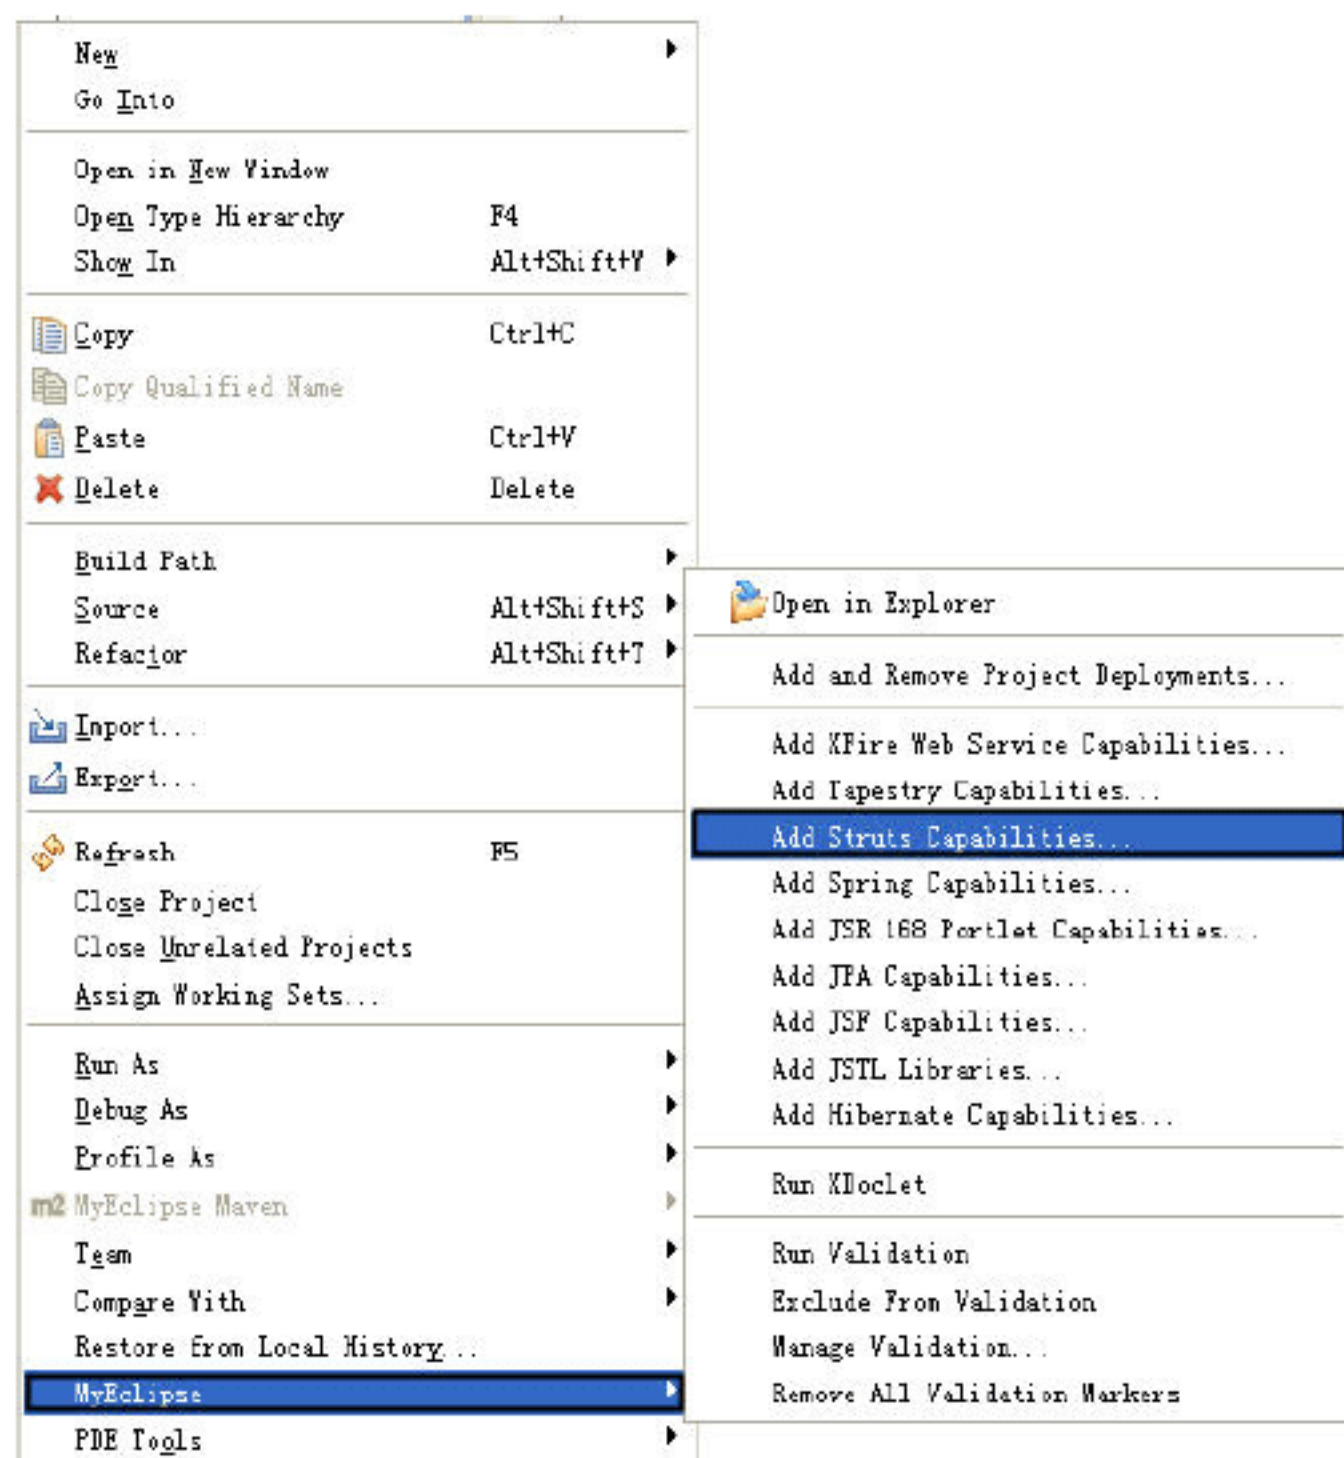 New
Go Into
Open in New Window
Open Type Hierarchy F4
Show In Alt+Shift+W
Copy Ctrl+C
Copy Qualified Name
Paste Ctrl+V
Delete Delete
Build Path
Source Alt+Shift+S
Refactor Alt+Shift+T
Import...
Export...
Refresh F5
Close Project
Close Unrelated Projects
Assign Working Sets...
Run As
Debug As
Profile As
m2 MyEclipse Maven
Team
Compare With
Restore from Local History...
MyEclipse
PDE Tools
Open in Explorer
Add and Remove Project Deployments...
Add XFire Web Service Capabilities...
Add Tapestry Capabilities...
Add Struts Capabilities...
Add Spring Capabilities...
Add JSR 168 Portlet Capabilities...
Add JPA Capabilities...
Add JSF Capabilities...
Add JSTL Libraries...
Add Hibernate Capabilities...
Run XDoclet
Run Validation
Exclude From Validation
Manage Validation...
Remove All Validation Markers